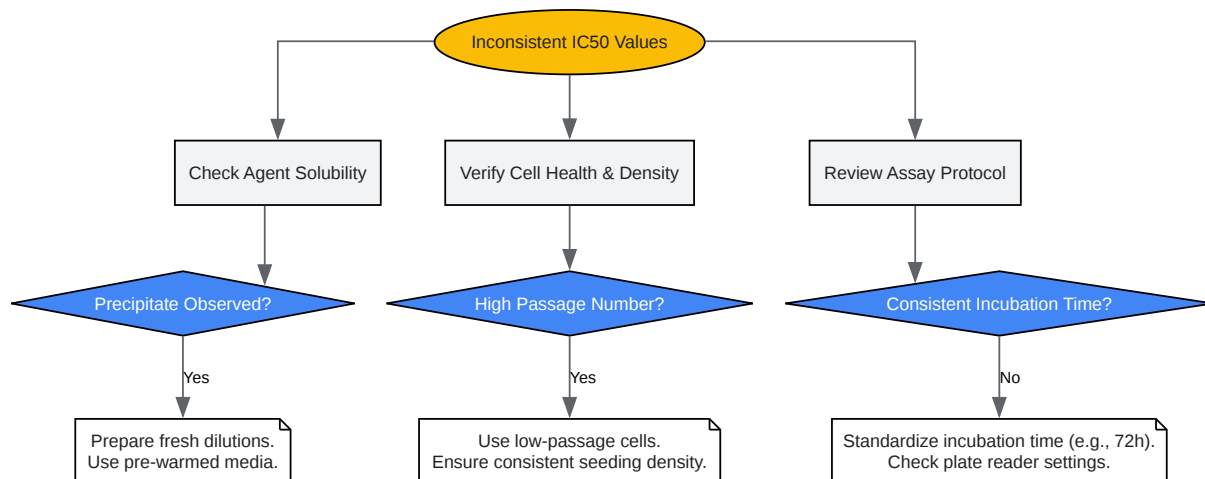 Inconsistent IC50 Values
Check Agent Solubility
Verify Cell Health & Density
Review Assay Protocol
Precipitate Observed?
High Passage Number?
Consistent Incubation Time?
Yes
Yes
No
Prepare fresh dilutions.
Use pre-warmed media.
Use low-passage cells.
Ensure consistent seeding density.
Standardize incubation time (e.g., 72h).
Check plate reader settings.